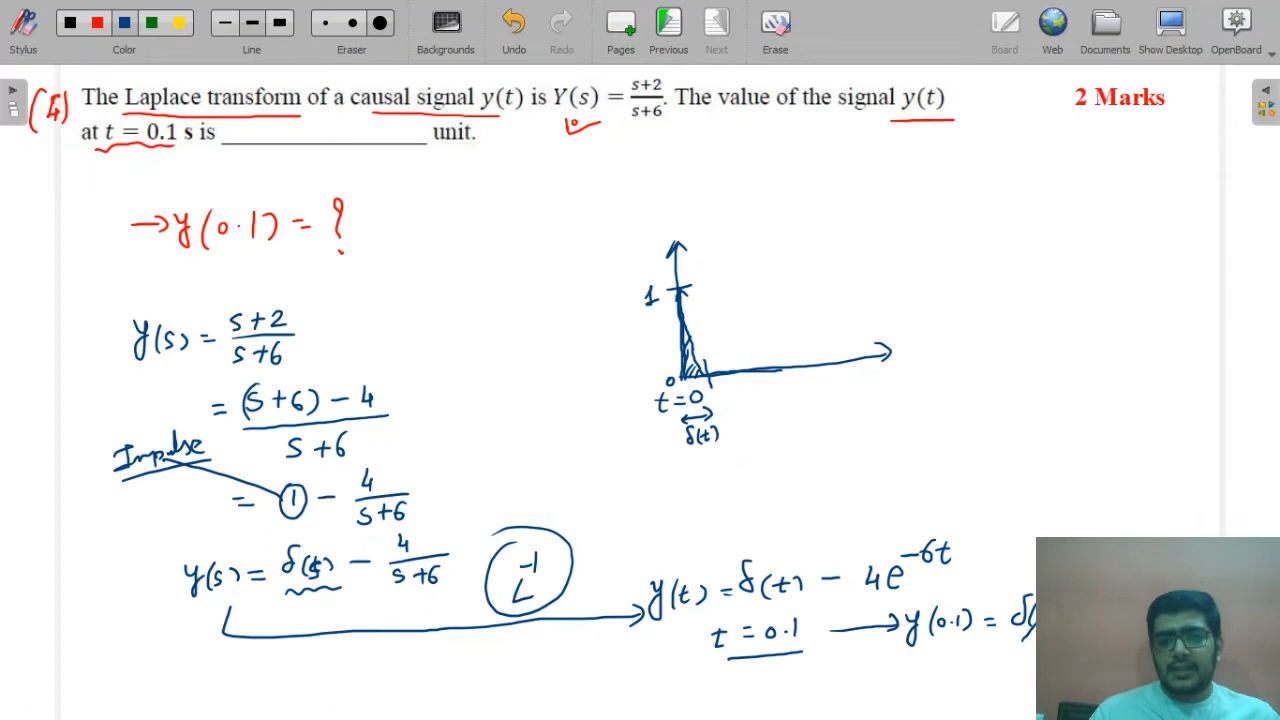 Stylus Color Line Eraser Backgrounds Undo Redo Pages Previous Next Erase Board Web Documents Show Desktop OpenBoard
The Laplace transform of a causal signal y(t) is Y(s) = s+2/s+6. The value of the signal y(t) 2 Marks
at t = 0.1 s is ____________________ unit.
→ y(0.1) = ?
y(s) = s+2/s+6
= (s+6) - 4/s+6
Impulse
= 1 - 4/s+6
y(s) = δ(s) - 4/s+6
L⁻¹
y(t) = δ(t) - 4e^-6t
t = 0.1 → y(0.1) = δ(
1
0
t = 0
δ(t)